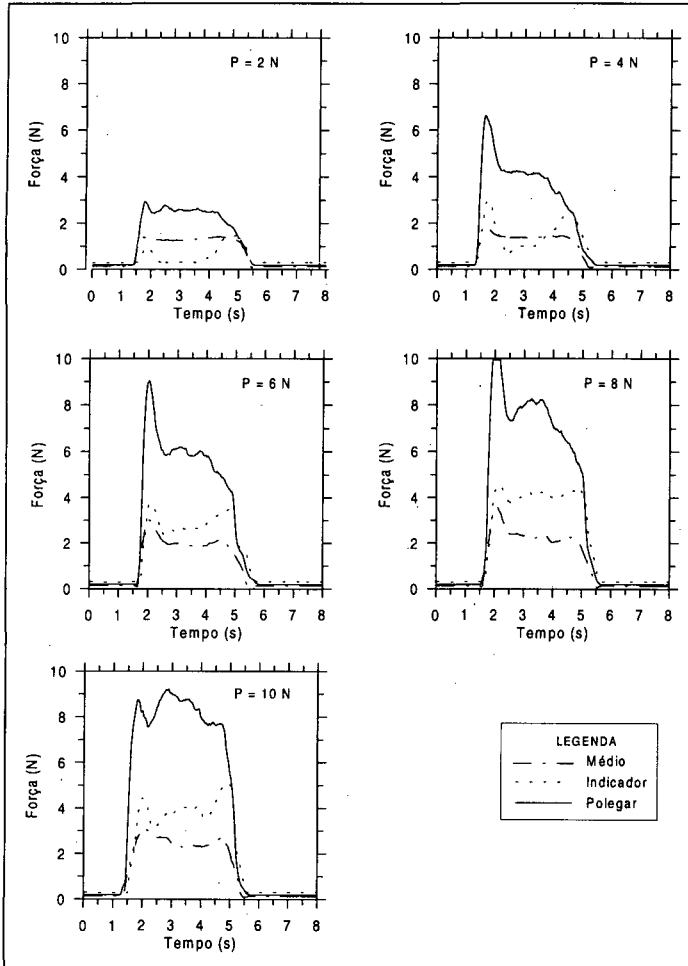 10
8
6
4
2
0
Força (N)
P = 2 N
0 1 2 3 4 5 6 7 8
Tempo (s)
10
8
6
4
2
0
Força (N)
P = 4 N
0 1 2 3 4 5 6 7 8
Tempo (s)
10
8
6
4
2
0
Força (N)
P = 6 N
0 1 2 3 4 5 6 7 8
Tempo (s)
10
8
6
4
2
0
Força (N)
P = 8 N
0 1 2 3 4 5 6 7 8
Tempo (s)
10
8
6
4
2
0
Força (N)
P = 10 N
0 1 2 3 4 5 6 7 8
Tempo (s)
LEGENDA
Médio
Indicador
Polegar